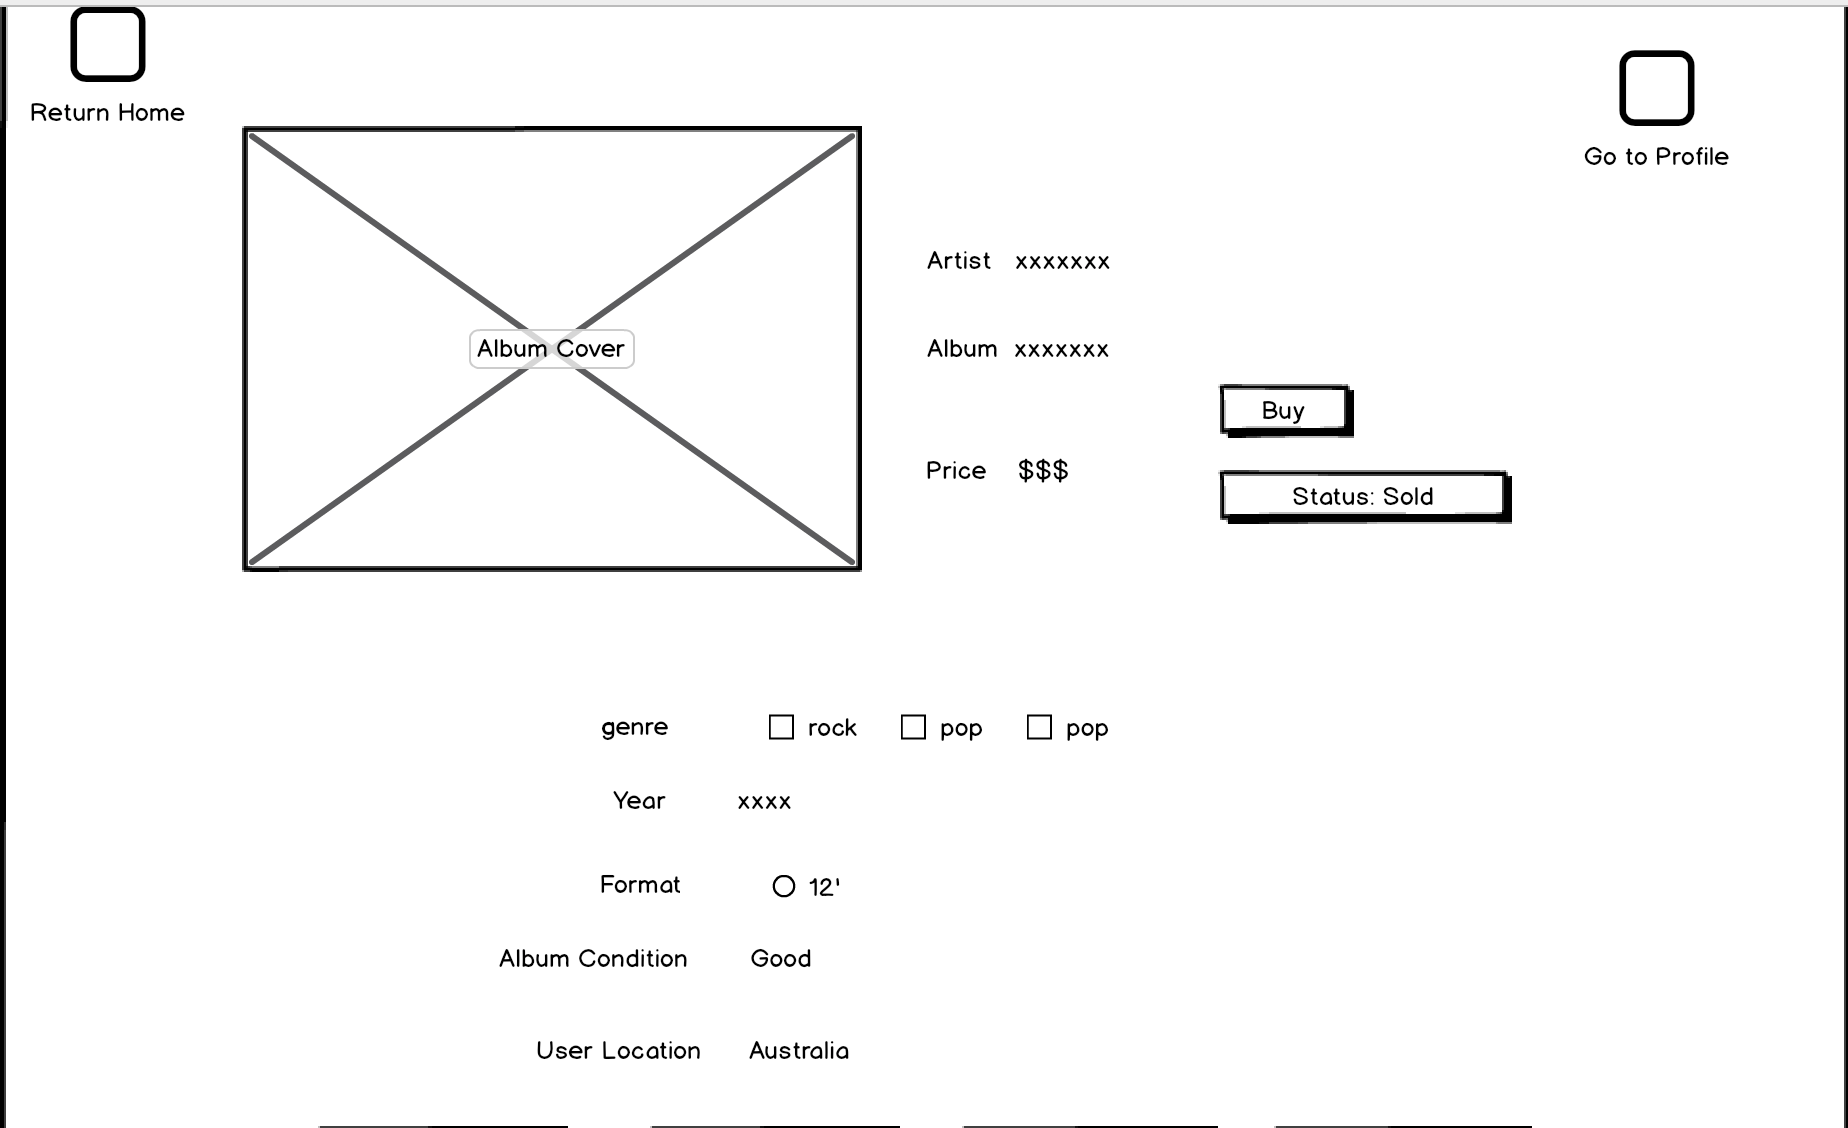 Return Home
Go to Profile
Album Cover
Artist xxxxxxx
Album xxxxxxx
Buy
Price $$$
Status: Sold
genre rock pop pop
Year xxxx
Format 12'
Album Condition Good
User Location Australia